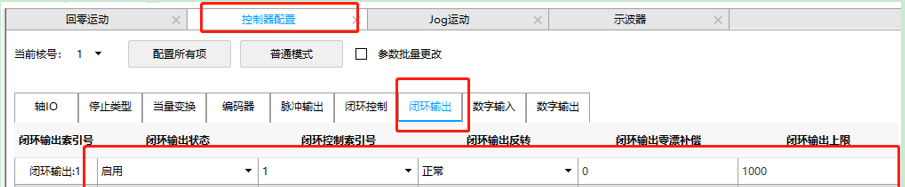 回零运动 控制器配置 Jog运动 示波器
当前核号: 1 配置所有项 普通模式 参数批量更改
轴IO 停止类型 当量变换 编码器 脉冲输出 闭环控制 闭环输出 数字输入 数字输出
闭环输出索引号 闭环输出状态 闭环控制索引号 闭环输出反转 闭环输出零漂补偿 闭环输出上限
闭环输出:1 启用 1 正常 0 1000